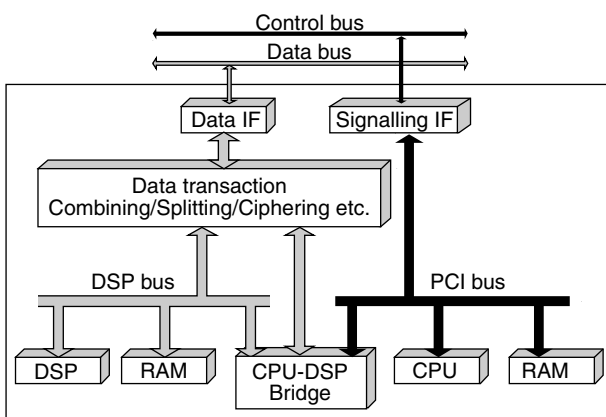 Control bus
Data bus
Data IF
Signalling IF
Data transaction
Combining/Splitting/Ciphering etc.
DSP bus
PCI bus
DSP
RAM
CPU-DSP
Bridge
CPU
RAM